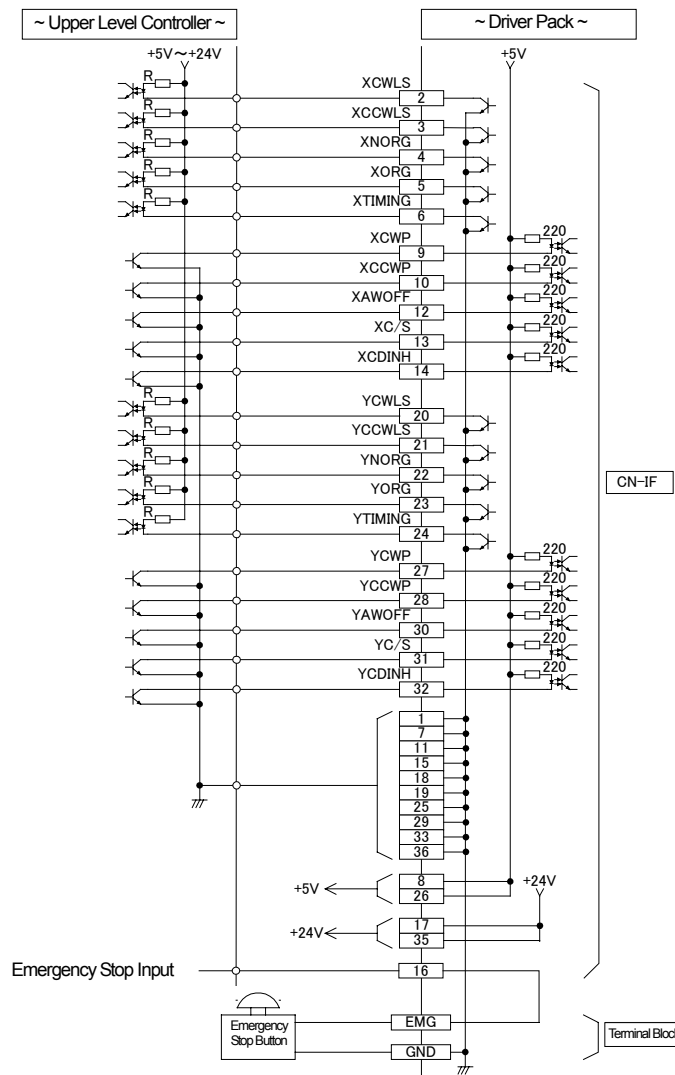 ~ Upper Level Controller ~
~ Driver Pack ~
+5V～+24V
+5V
R
XCWLS
2
R
XCCWLS
3
R
XNORG
4
R
XORG
5
R
XTIMING
6
XCWP
9
220
XCCWP
10
220
XAWOFF
12
220
XC/S
13
220
XCDINH
14
220
R
YCWLS
20
R
YCCWLS
21
R
YNORG
22
CN-IF
R
YORG
23
R
YTIMING
24
YCWP
27
220
YCCWP
28
220
YAWOFF
30
220
YC/S
31
220
YCDINH
32
220
1
7
11
15
18
19
25
29
33
36
+5V
8
26
+24V
+24V
17
35
Emergency Stop Input
16
Emergency
Stop Button
EMG
GND
Terminal Block